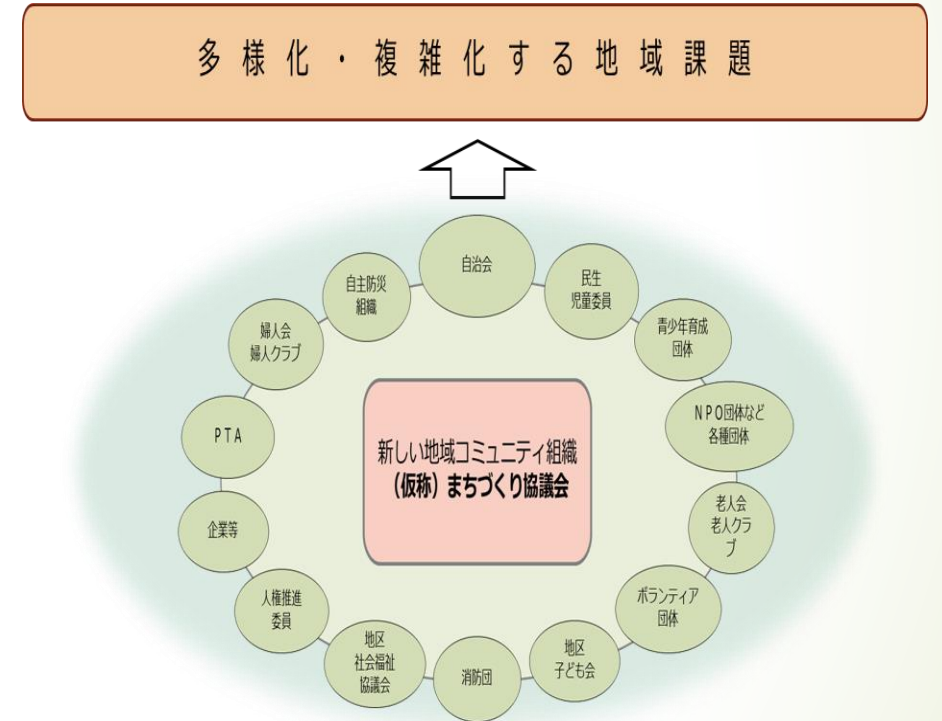 多様化・複雑化する地域課題
自治会
民生
児童委員
青少年育成
団体
NPO団体など
各種団体
老人会
老人クラ
ブ
ボランティア
団体
地区
子ども会
消防団
地区
社会福祉
協議会
人権推進
委員
企業等
PTA
婦人会
婦人クラブ
自主防災
組織
新しい地域コミュニティ組織
(仮称)まちづくり協議会